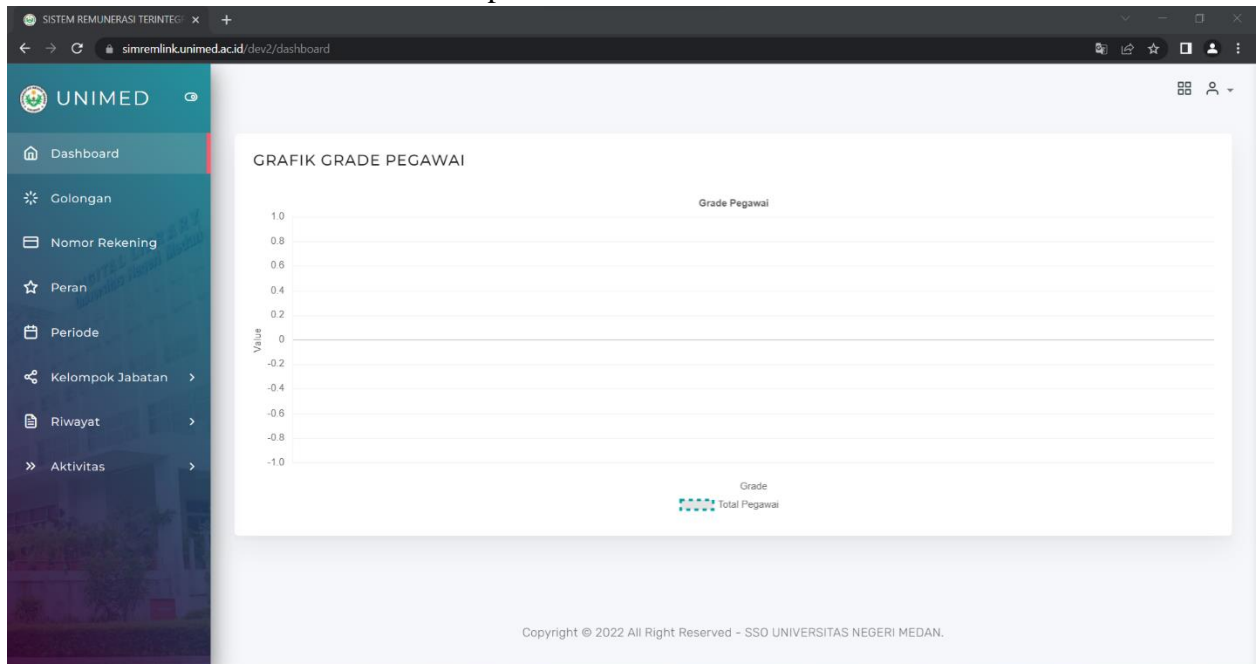 SISTEM REMUNERASI TERINTEG
simremlink.unimed.ac.id/dev2/dashboard
UNIMED
Dashboard
Golongan
Nomor Rekening
Peran
Periode
Kelompok Jabatan
Riwayat
Aktivitas
GRAFIK GRADE PEGAWAI
Grade Pegawai
1.0
0.8
0.6
0.4
0.2
0
-0.2
-0.4
-0.6
-0.8
-1.0
Value
Grade
Total Pegawai
Copyright © 2022 All Right Reserved - SSO UNIVERSITAS NEGERI MEDAN.